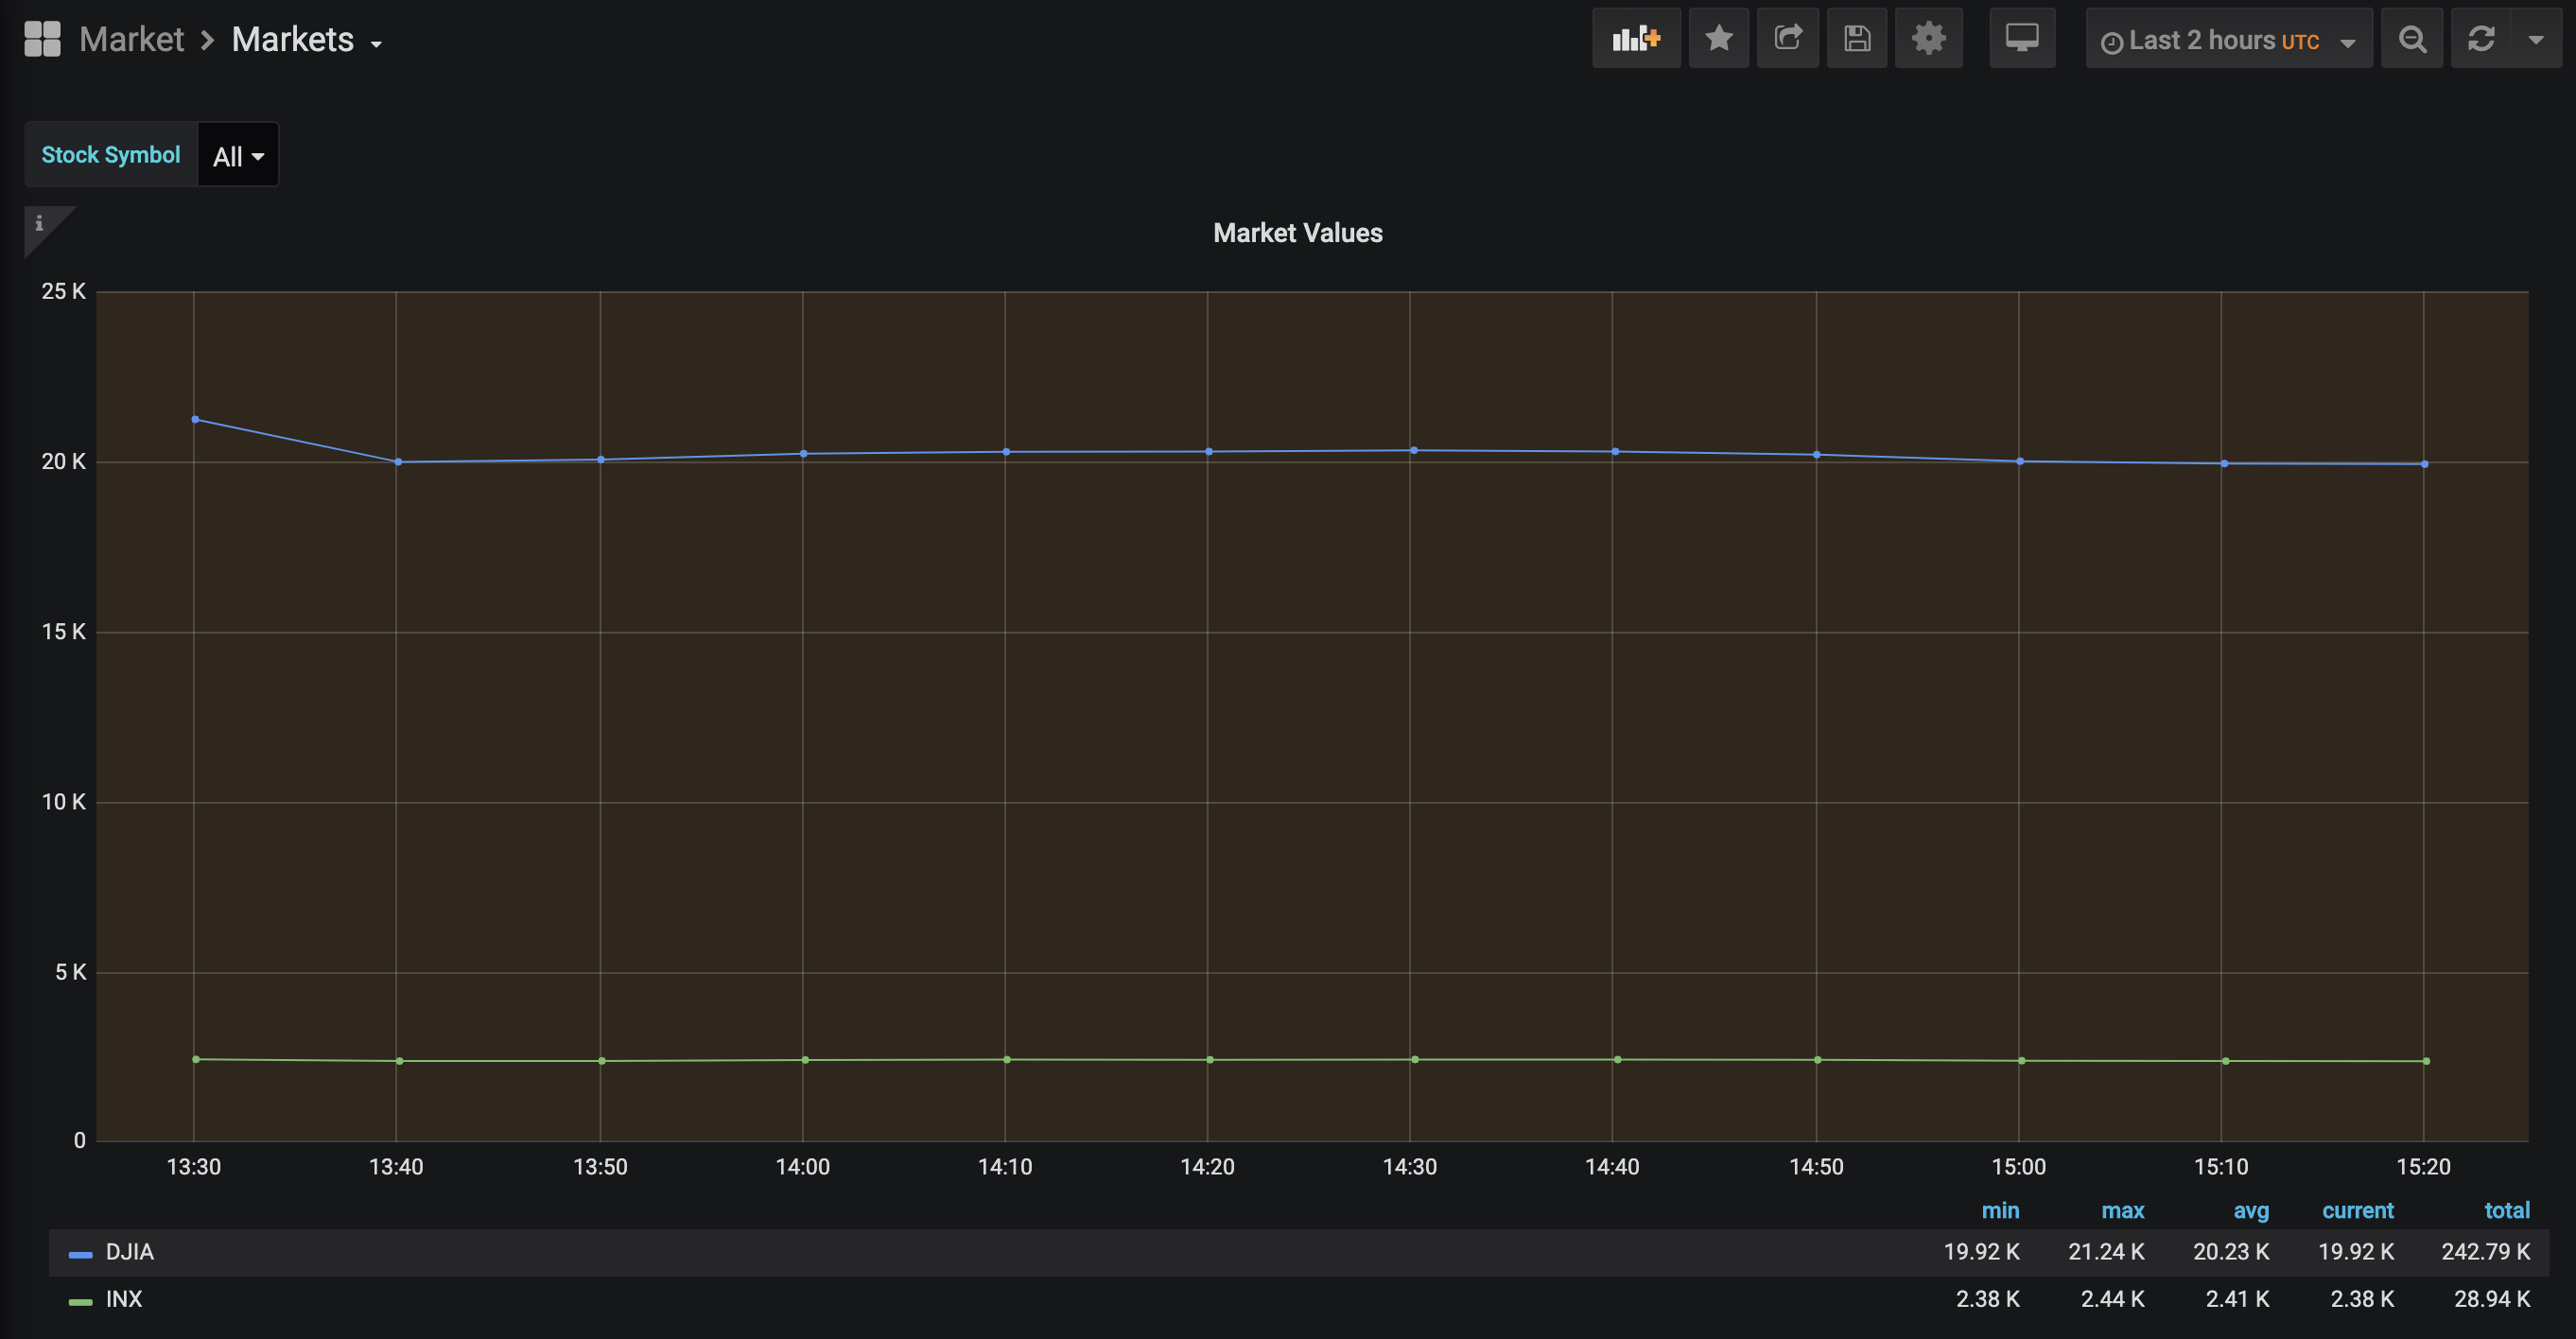 Market > Markets
Last 2 hours UTC
Stock Symbol All
i
Market Values
25 K
20 K
15 K
10 K
5 K
0
13:30 13:40 13:50 14:00 14:10 14:20 14:30 14:40 14:50 15:00 15:10 15:20
min max avg current total
DJIA 19.92 K 21.24 K 20.23 K 19.92 K 242.79 K
INX 2.38 K 2.44 K 2.41 K 2.38 K 28.94 K